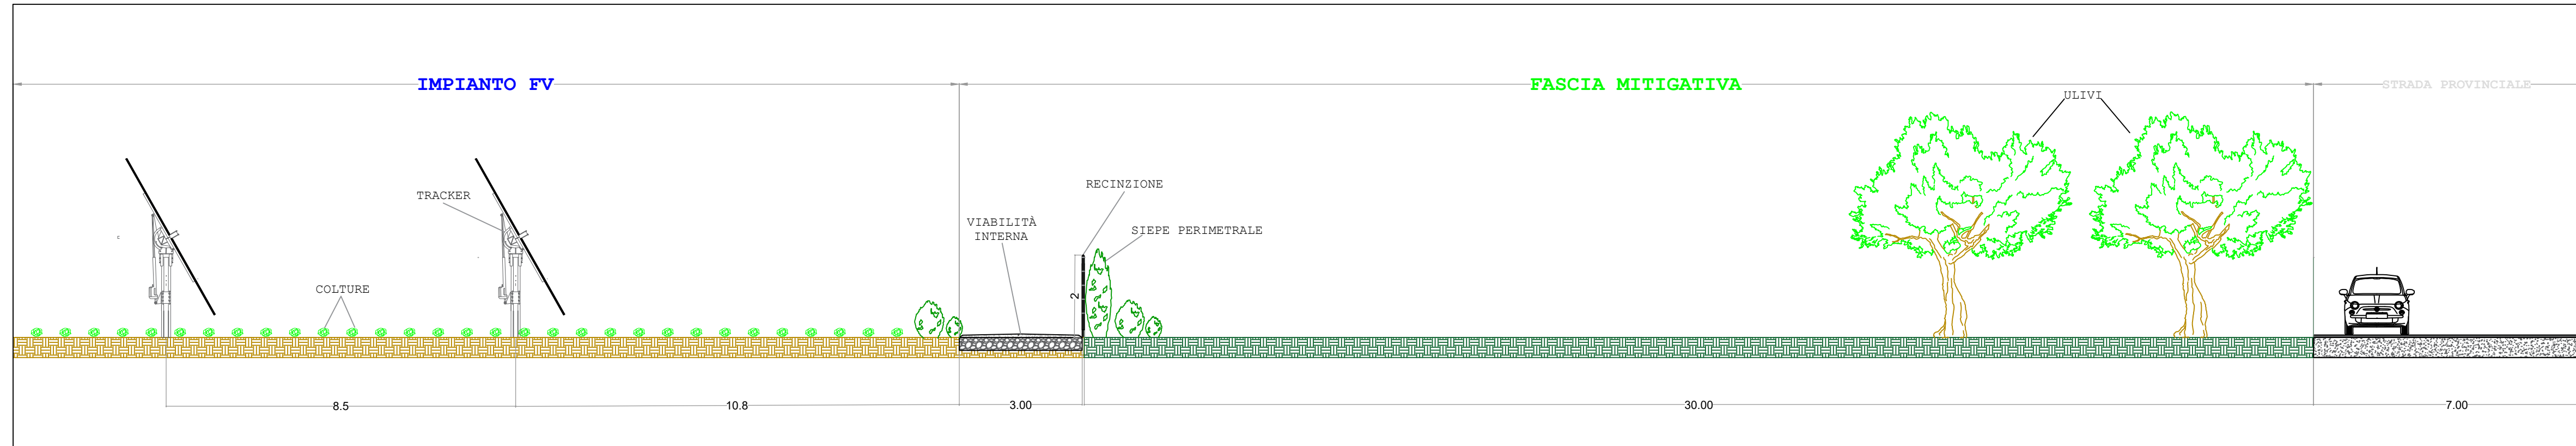 IMPIANTO FV
FASCIA MITIGATIVA
STRADA PROVINCIALE
ULIVI
RECINZIONE
TRACKER
VIABILITÀ
INTERNA
SIEPE PERIMETRALE
COLTURE
2
8.5
10.8
3.00
30.00
7.00